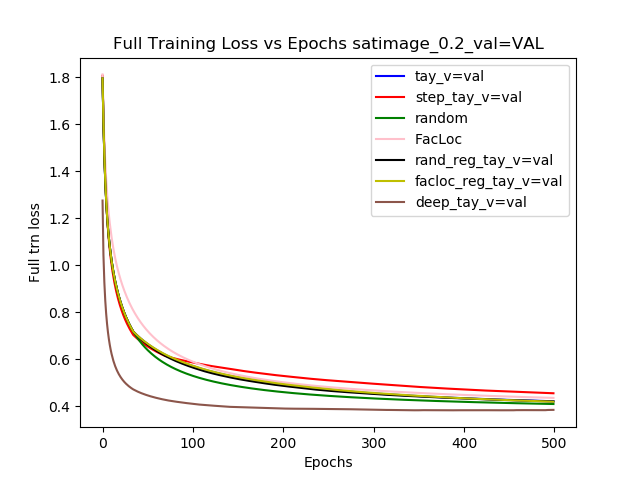 Full Training Loss vs Epochs satimage_0.2_val=VAL
Full trn loss
1.8
1.6
1.4
1.2
1.0
0.8
0.6
0.4
tay_v=val
step_tay_v=val
random
FacLoc
rand_reg_tay_v=val
facloc_reg_tay_v=val
deep_tay_v=val
0 100 200 300 400 500
Epochs